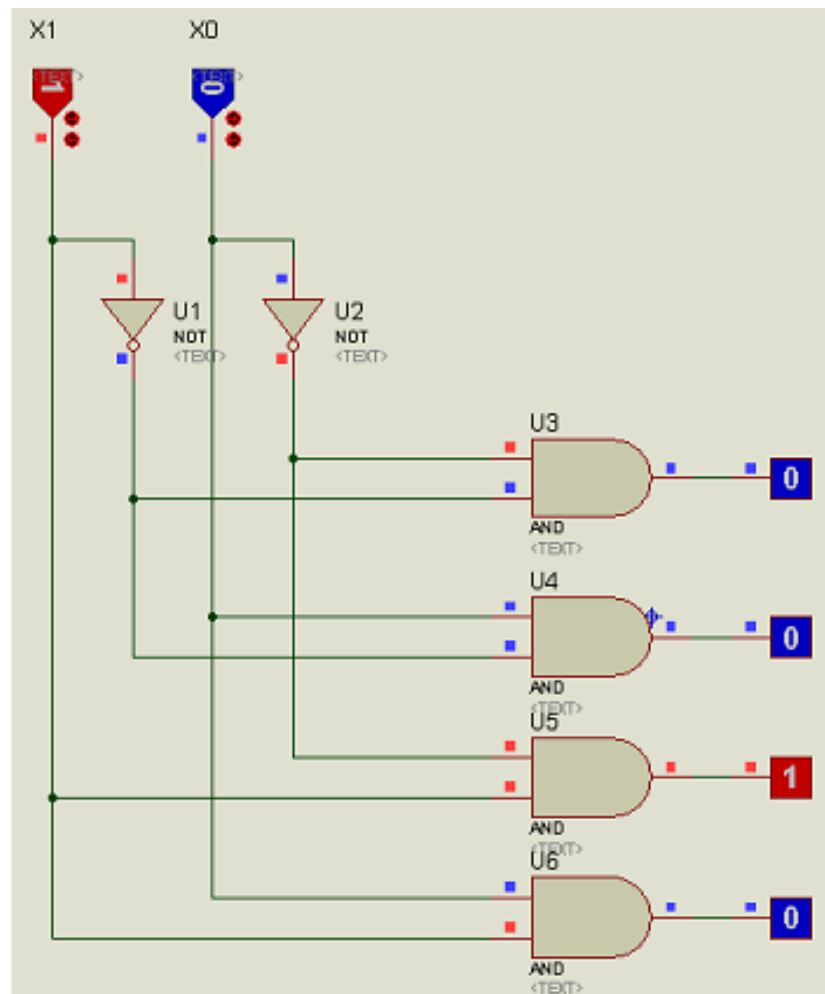 X1 X0
<TEXT> <TEXT>
1 0
U1 U2
NOT NOT
<TEXT> <TEXT>
U3
0
AND
<TEXT>
U4
0
AND
<TEXT>
U5
1
AND
<TEXT>
U6
0
AND
<TEXT>